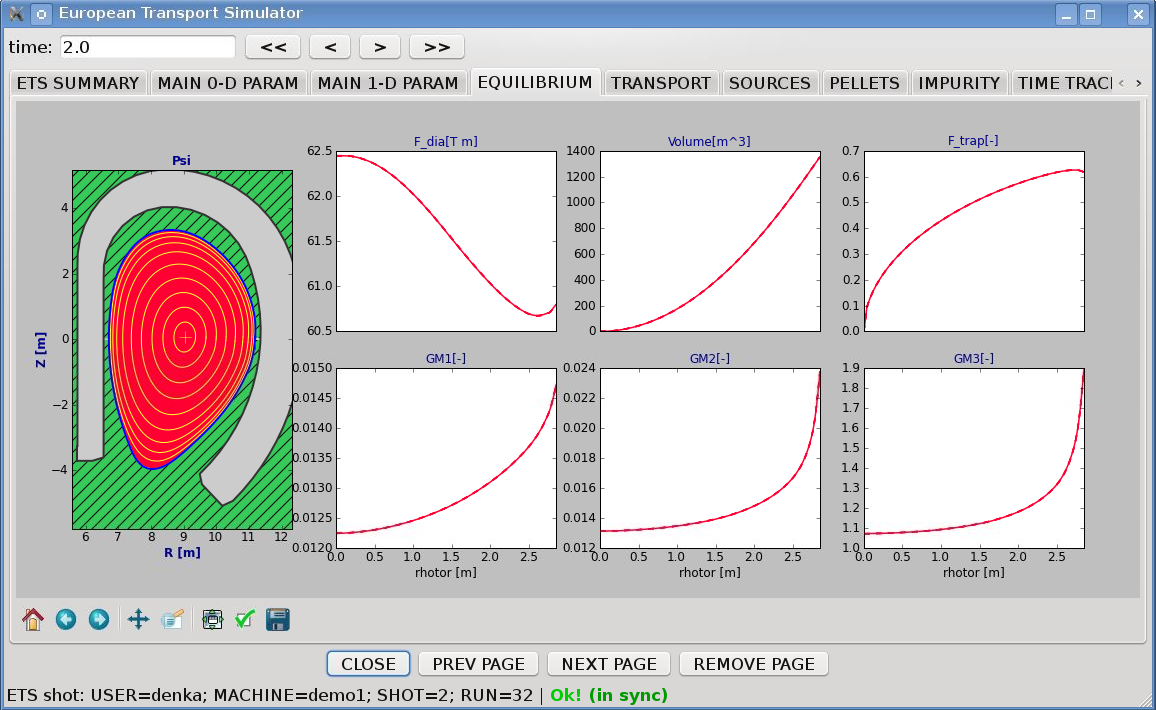 European Transport Simulator
time: 2.0 << < > >>
ETS SUMMARY MAIN 0-D PARAM MAIN 1-D PARAM EQUILIBRIUM TRANSPORT SOURCES PELLETS IMPURITY TIME TRACI
Psi
4
2
0
−2
−4
Z [m]
6 7 8 9 10 11 12
R [m]
F_dia[T m]
62.5
62.0
61.5
61.0
60.5
Volume[m^3]
1400
1200
1000
800
600
400
200
0
F_trap[-]
0.7
0.6
0.5
0.4
0.3
0.2
0.1
0.0
GM1[-]
0.0150
0.0145
0.0140
0.0135
0.0130
0.0125
0.0120
0.0 0.5 1.0 1.5 2.0 2.5
rhotor [m]
GM2[-]
0.024
0.022
0.020
0.018
0.016
0.014
0.012
0.0 0.5 1.0 1.5 2.0 2.5
rhotor [m]
GM3[-]
1.9
1.8
1.7
1.6
1.5
1.4
1.3
1.2
1.1
1.0
0.0 0.5 1.0 1.5 2.0 2.5
rhotor [m]
CLOSE PREV PAGE NEXT PAGE REMOVE PAGE
ETS shot: USER=denka; MACHINE=demo1; SHOT=2; RUN=32 | Ok! (in sync)